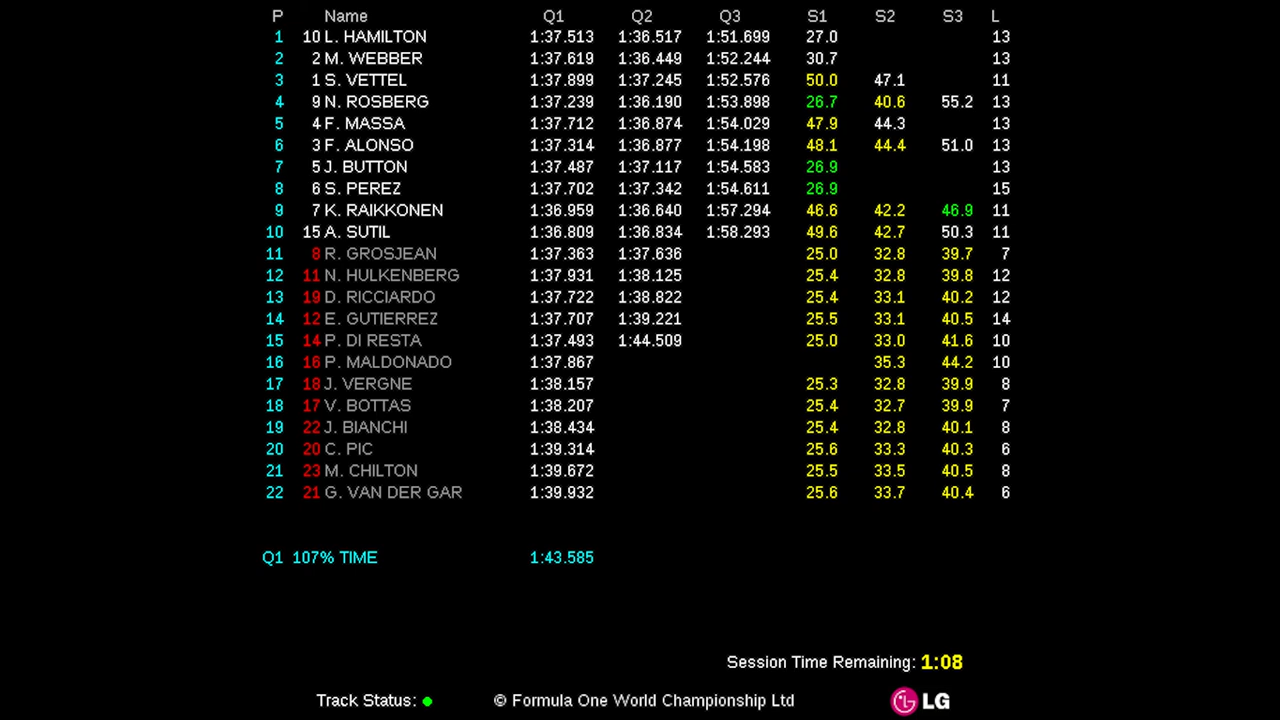 P Name Q1 Q2 Q3 S1 S2 S3 L
1 10 L. HAMILTON 1:37.513 1:36.517 1:51.699 27.0 13
2 2 M. WEBBER 1:37.619 1:36.449 1:52.244 30.7 13
3 1 S. VETTEL 1:37.899 1:37.245 1:52.576 50.0 47.1 11
4 9 N. ROSBERG 1:37.239 1:36.190 1:53.898 26.7 40.6 55.2 13
5 4 F. MASSA 1:37.712 1:36.874 1:54.029 47.9 44.3 13
6 3 F. ALONSO 1:37.314 1:36.877 1:54.198 48.1 44.4 51.0 13
7 5 J. BUTTON 1:37.487 1:37.117 1:54.583 26.9 13
8 6 S. PEREZ 1:37.702 1:37.342 1:54.611 26.9 15
9 7 K. RAIKKONEN 1:36.959 1:36.640 1:57.294 46.6 42.2 46.9 11
10 15 A. SUTIL 1:36.809 1:36.834 1:58.293 49.6 42.7 50.3 11
11 8 R. GROSJEAN 1:37.363 1:37.636 25.0 32.8 39.7 7
12 11 N. HULKENBERG 1:37.931 1:38.125 25.4 32.8 39.8 12
13 19 D. RICCIARDO 1:37.722 1:38.822 25.4 33.1 40.2 12
14 12 E. GUTIERREZ 1:37.707 1:39.221 25.5 33.1 40.5 14
15 14 P. DI RESTA 1:37.493 1:44.509 25.0 33.0 41.6 10
16 16 P. MALDONADO 1:37.867 35.3 44.2 10
17 18 J. VERGNE 1:38.157 25.3 32.8 39.9 8
18 17 V. BOTTAS 1:38.207 25.4 32.7 39.9 7
19 22 J. BIANCHI 1:38.434 25.4 32.8 40.1 8
20 20 C. PIC 1:39.314 25.6 33.3 40.3 6
21 23 M. CHILTON 1:39.672 25.5 33.5 40.5 8
22 21 G. VAN DER GAR 1:39.932 25.6 33.7 40.4 6
Q1 107% TIME 1:43.585
Session Time Remaining: 1:08
Track Status: © Formula One World Championship Ltd LG